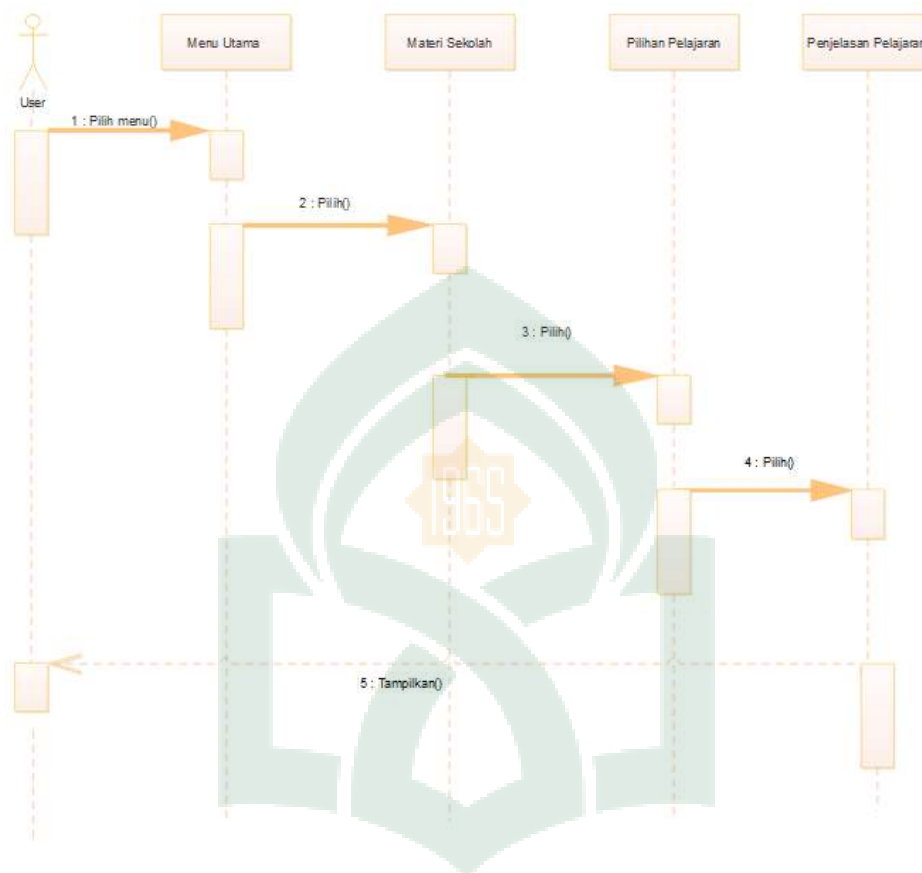 Menu Utama
Materi Sekolah
Pilihan Pelajaran
Penjelasan Pelajaran
User
1 : Pilih menu()
2 : Pilih()
3 : Pilih()
1965
4 : Pilih()
5 : Tampilkan()